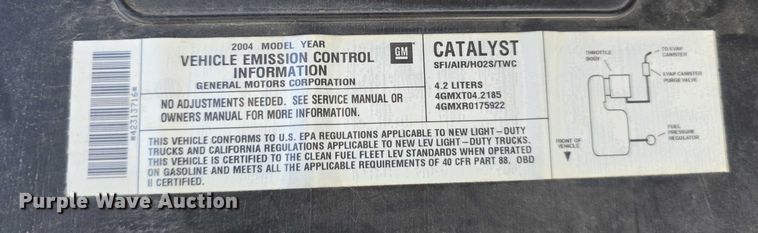 *42313716*
2004 MODEL YEAR
VEHICLE EMISSION CONTROL
INFORMATION
GENERAL MOTORS CORPORATION
GM
NO ADJUSTMENTS NEEDED. SEE SERVICE MANUAL OR
OWNERS MANUAL FOR MORE INFORMATION.
CATALYST
SFI/AIR/HO2S/TWC
4.2 LITERS
4GMXT04.2185
4GMXR0175922
THIS VEHICLE CONFORMS TO U.S. EPA REGULATIONS APPLICABLE TO NEW LIGHT-DUTY
TRUCKS AND CALIFORNIA REGULATIONS APPLICABLE TO NEW LEV LIGHT-DUTY TRUCKS.
THIS VEHICLE IS CERTIFIED TO THE CLEAN FUEL FLEET LEV STANDARDS WHEN OPERATED
ON GASOLINE AND MEETS ALL THE APPLICABLE REQUIREMENTS OF 40 CFR PART 88. OBD
II CERTIFIED.
THROTTLE
BODY
TO EVAP
CANISTER
EVAP CANISTER
PURGE VALVE
FUEL
PRESSURE
REGULATOR
FRONT OF
VEHICLE
Purple Wave Auction